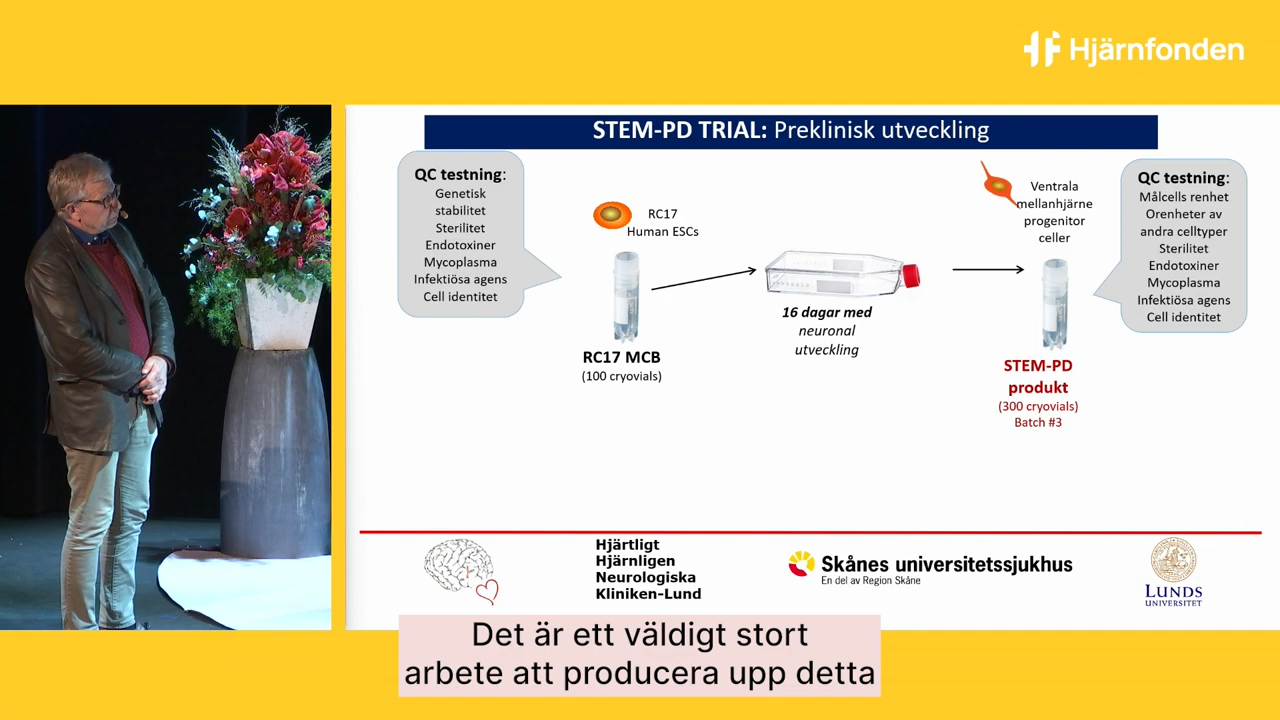 Hjärnfonden
STEM-PD TRIAL: Preklinisk utveckling
QC testning:
Genetisk
stabilitet
Sterilitet
Endotoxiner
Mycoplasma
Infektiösa agens
Cell identitet
RC17
Human ESCs
RC17 MCB
(100 cryovials)
16 dagar med
neuronal
utveckling
Ventrala
mellanhjärne
progenitor
celler
STEM-PD
produkt
(300 cryovials)
Batch #3
QC testning:
Målcells renhet
Orenheter av
andra celltyper
Sterilitet
Endotoxiner
Mycoplasma
Infektiösa agens
Cell identitet
Hjärtligt
Hjärnligen
Neurologiska
Kliniken-Lund
Skånes universitetssjukhus
En del av Region Skåne
LUNDS
UNIVERSITET
Det är ett väldigt stort
arbete att producera upp detta